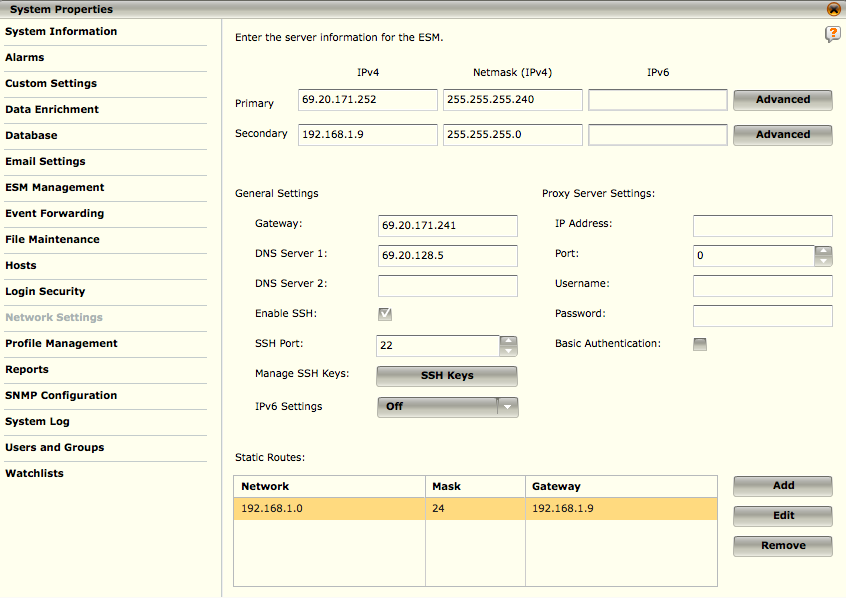 System Properties
System Information
Alarms
Custom Settings
Data Enrichment
Database
Email Settings
ESM Management
Event Forwarding
File Maintenance
Hosts
Login Security
Network Settings
Profile Management
Reports
SNMP Configuration
System Log
Users and Groups
Watchlists
?
Enter the server information for the ESM.
IPv4 Netmask (IPv4) IPv6
Primary 69.20.171.252 255.255.255.240 Advanced
Secondary 192.168.1.9 255.255.255.0 Advanced
General Settings
Gateway: 69.20.171.241
DNS Server 1: 69.20.128.5
DNS Server 2:
Enable SSH:
SSH Port: 22
Manage SSH Keys: SSH Keys
IPv6 Settings Off
Proxy Server Settings:
IP Address:
Port: 0
Username:
Password:
Basic Authentication:
Static Routes:
Network Mask Gateway
192.168.1.0 24 192.168.1.9
Add
Edit
Remove